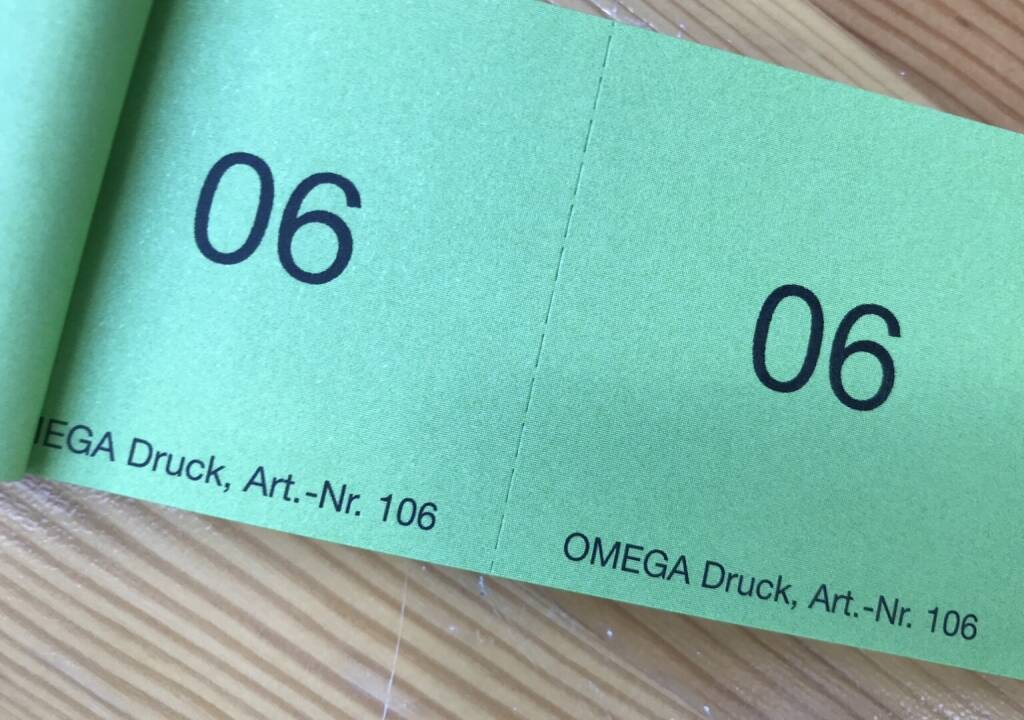 06
06
EGA Druck, Art.-Nr. 106
OMEGA Druck, Art.-Nr. 106